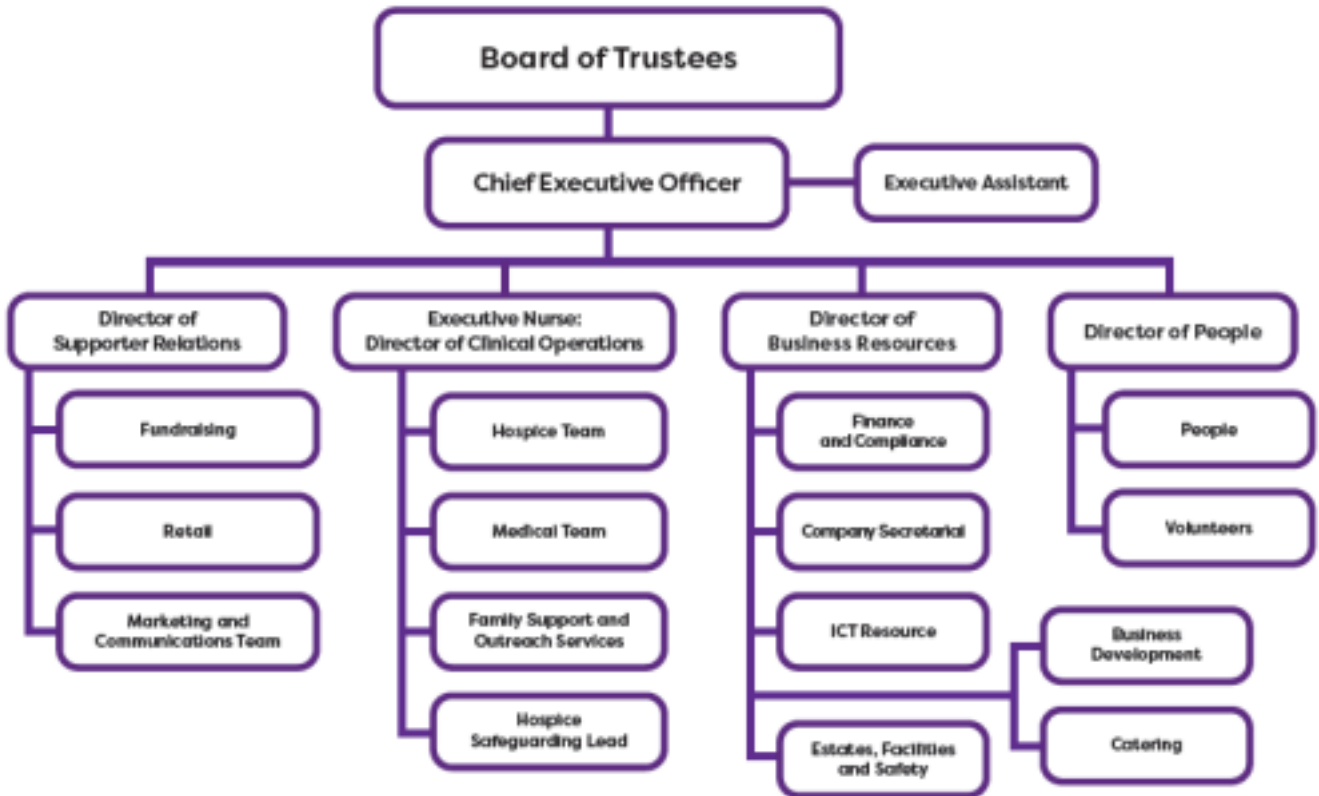 Board of Trustees
Chief Executive Officer
Executive Assistant
Director of
Supporter Relations
Fundraising
Retail
Marketing and
Communications Team
Executive Nurse:
Director of Clinical Operations
Hospice Team
Medical Team
Family Support and
Outreach Services
Hospice
Safeguarding Lead
Director of
Business Resources
Finance
and Compliance
Company Secretarial
ICT Resource
Estates, Facilities
and Safety
Business
Development
Catering
Director of People
People
Volunteers